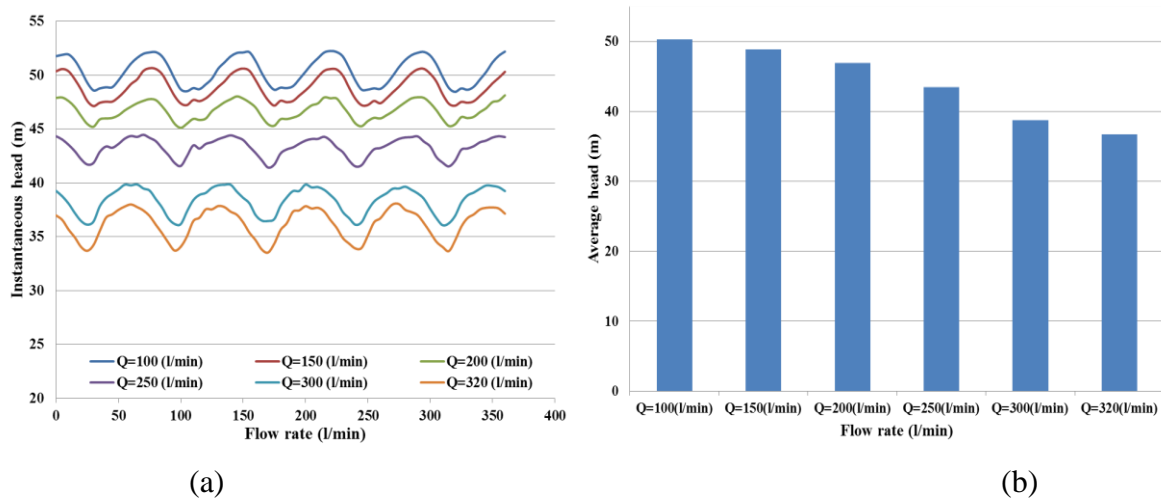 Instantaneous head (m)
55
50
45
40
35
30
25
20
Q=100 (l/min) Q=150 (l/min) Q=200 (l/min)
Q=250 (l/min) Q=300 (l/min) Q=320 (l/min)
0 50 100 150 200 250 300 350 400
Flow rate (l/min)
(a)
Average head (m)
50
40
30
20
10
0
Q=100(l/min) Q=150(l/min) Q=200(l/min) Q=250(l/min) Q=300(l/min) Q=320(l/min)
Flow rate (l/min)
(b)